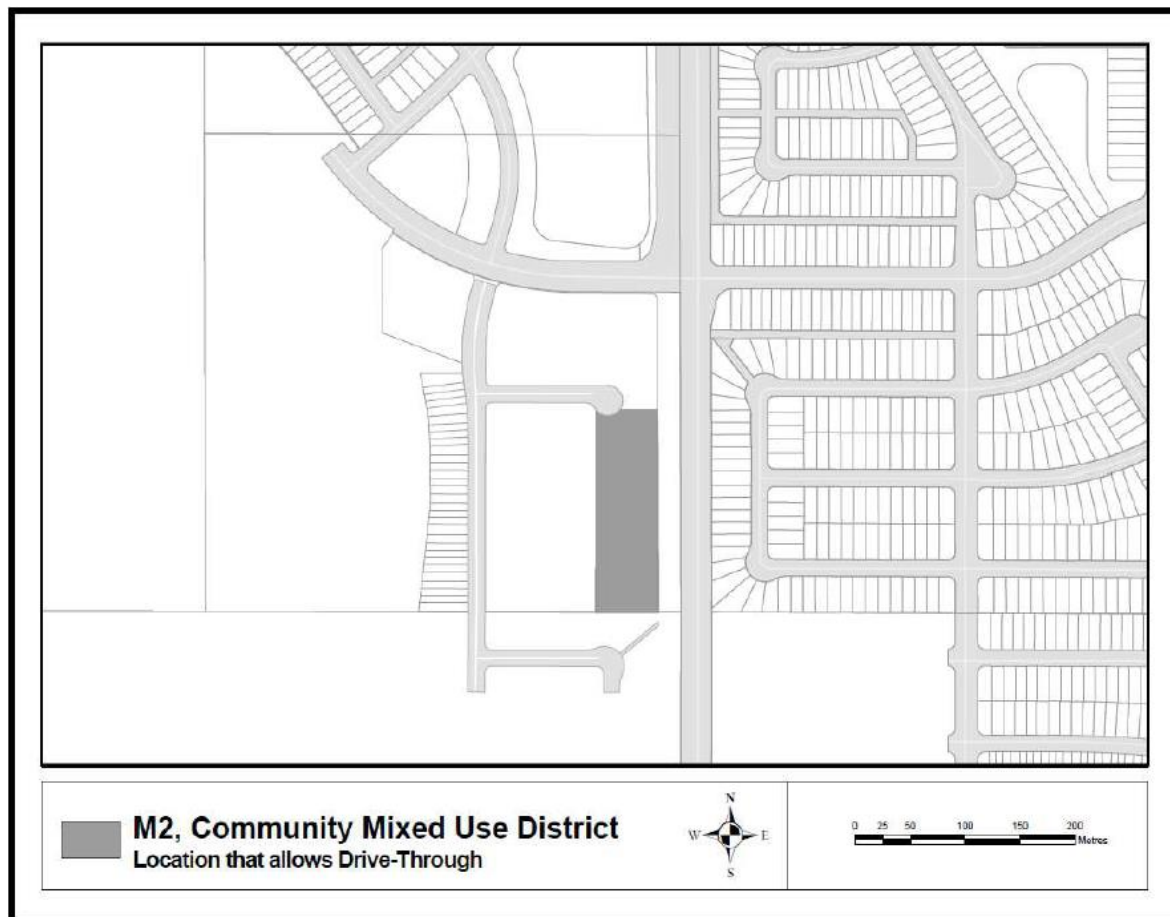 M2, Community Mixed Use District
Location that allows Drive-Through
N
W E
S
0 25 50 100 150 200
Metres